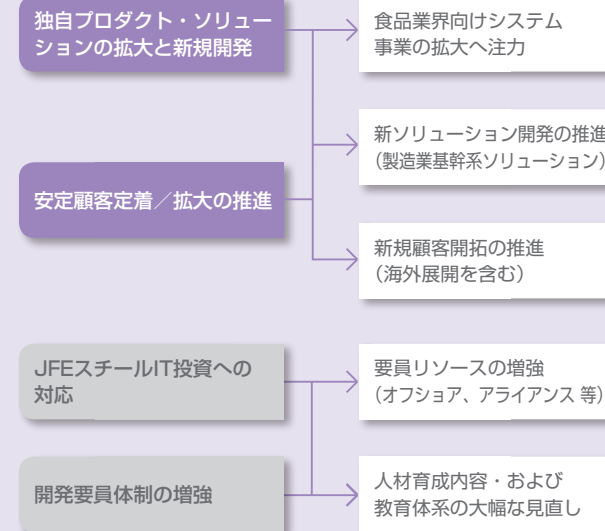 独自プロダクト・ソリュー
ションの拡大と新規開発
食品業界向けシステム
事業の拡大へ注力
新ソリューション開発の推進
（製造業基幹系ソリューション）
安定顧客定着／拡大の推進
新規顧客開拓の推進
（海外展開を含む）
JFEスチールIT投資への
対応
要員リソースの増強
（オフショア、アライアンス 等）
開発要員体制の増強
人材育成内容・および
教育体系の大幅な見直し